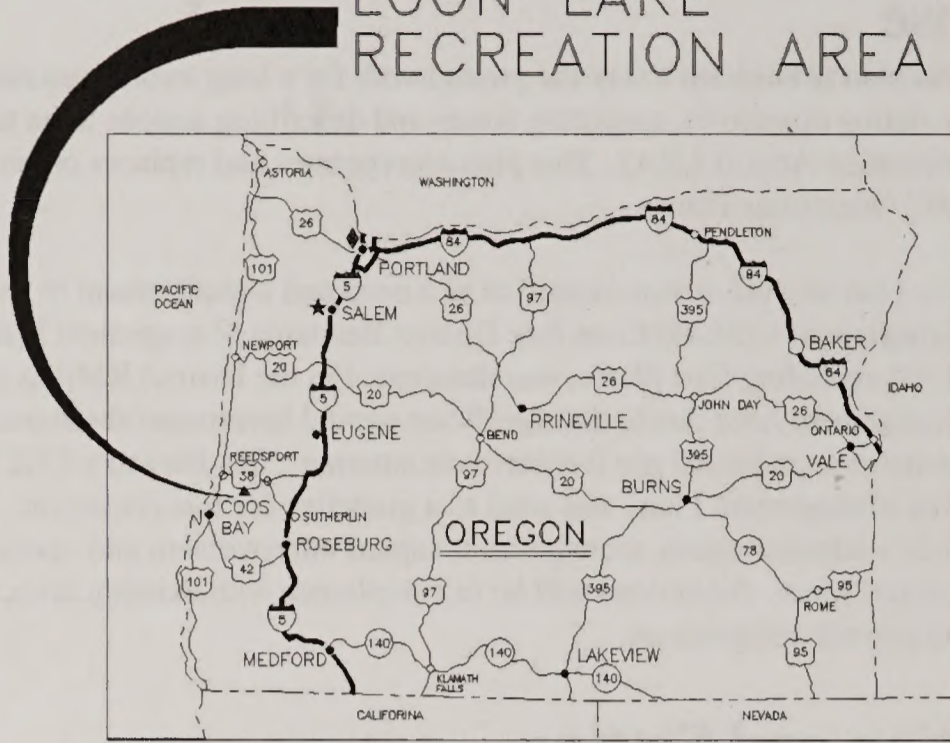 LOON LAKE
RECREATION AREA
ASTORIA
WASHINGTON
26
84
84
PENDLETON
101
PORTLAND
84
PACIFIC
OCEAN
5
26
97
395
SALEM
NEWPORT
BAKER
20
84
IDAHO
5
20
26
JOHN DAY
26
PRINEVILLE
ONTARIO
EUGENE
BEND
395
VALE
REEDSPORT
38
97
20
BURNS
20
COOS
BAY
SUTHERLIN
OREGON
ROSEBURG
78
101
42
97
395
95
ROME
5
95
140
140
LAKEVIEW
MEDFORD
KLAMATH
FALLS
140
CALIFORINA
NEVADA